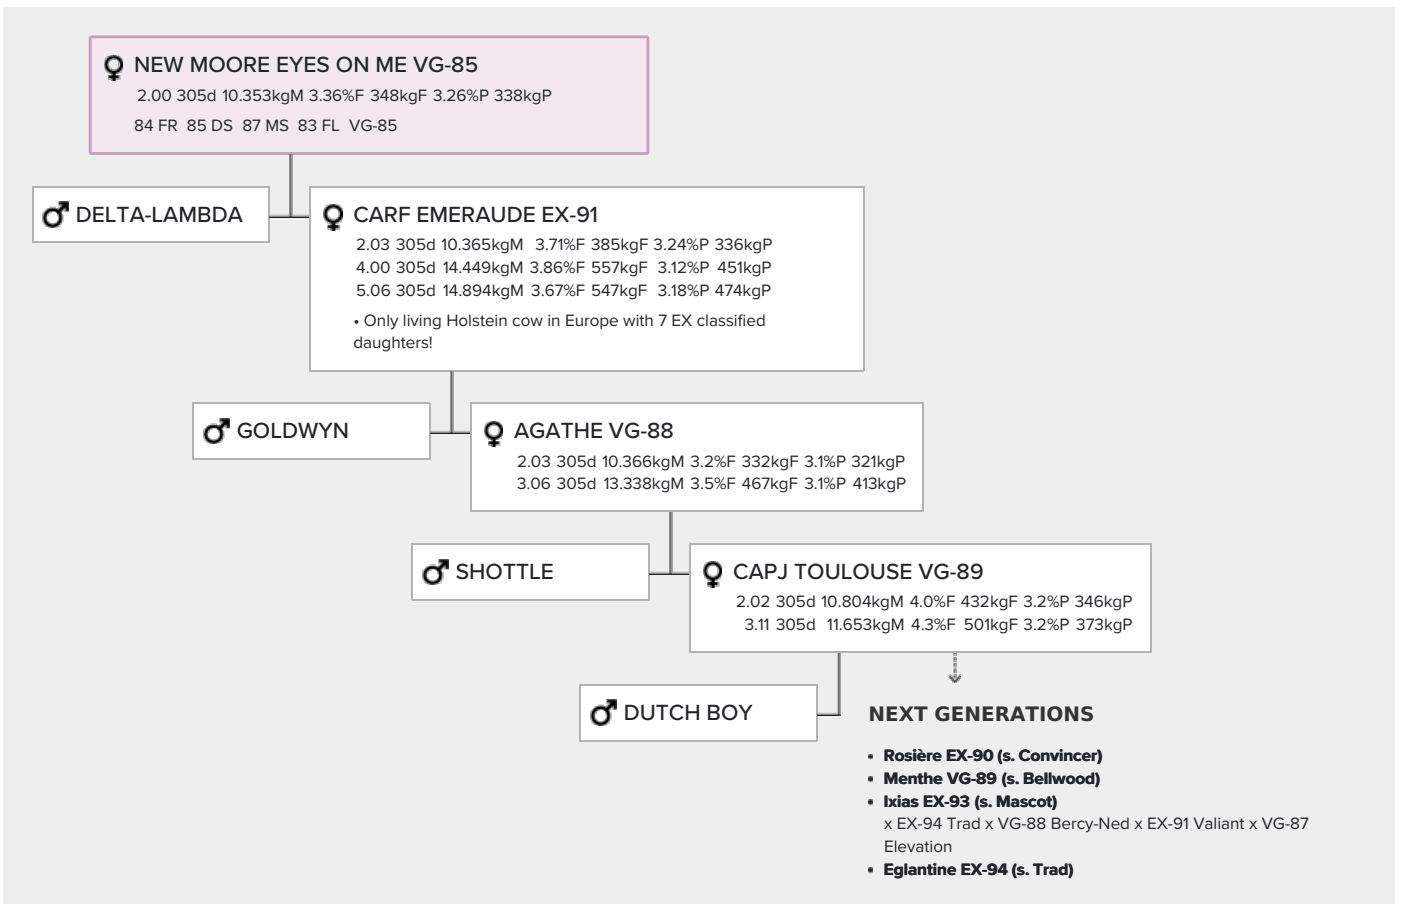 NEW MOORE EYES ON ME VG-85
2.00 305d 10.353kgM 3.36%F 348kgF 3.26%P 338kgP
84 FR 85 DS 87 MS 83 FL VG-85
DELTA-LAMBDA
CARF EMERAUDE EX-91
2.03 305d 10.365kgM 3.71%F 385kgF 3.24%P 336kgP
4.00 305d 14.449kgM 3.86%F 557kgF 3.12%P 451kgP
5.06 305d 14.894kgM 3.67%F 547kgF 3.18%P 474kgP
• Only living Holstein cow in Europe with 7 EX classified
daughters!
GOLDWYN
AGATHE VG-88
2.03 305d 10.366kgM 3.2%F 332kgF 3.1%P 321kgP
3.06 305d 13.338kgM 3.5%F 467kgF 3.1%P 413kgP
SHOTTLE
CAPJ TOULOUSE VG-89
2.02 305d 10.804kgM 4.0%F 432kgF 3.2%P 346kgP
3.11 305d 11.653kgM 4.3%F 501kgF 3.2%P 373kgP
DUTCH BOY
NEXT GENERATIONS
• Rosière EX-90 (s. Convincer)
• Menthe VG-89 (s. Bellwood)
• Ixias EX-93 (s. Mascot)
x EX-94 Trad x VG-88 Bercy-Ned x EX-91 Valiant x VG-87
Elevation
• Eglantine EX-94 (s. Trad)